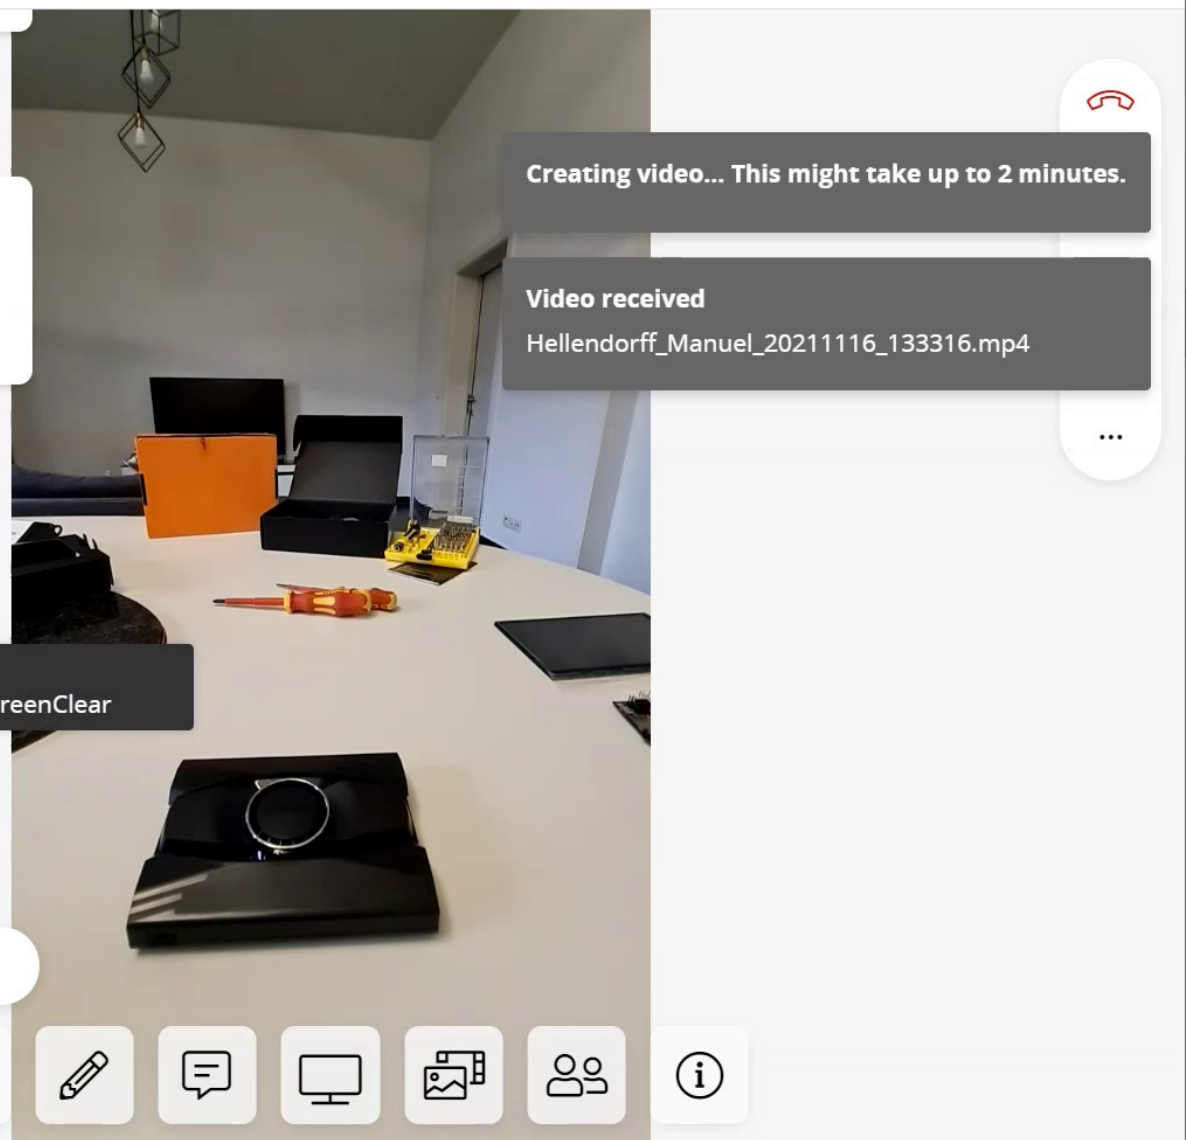 Creating video... This might take up to 2 minutes.
Video received
Hellendorff_Manuel_20211116_133316.mp4
reenClear